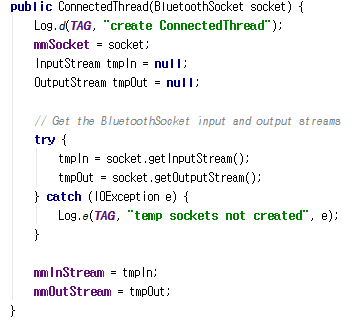 public ConnectedThread(BluetoothSocket socket) {
    Log.d(TAG, "create ConnectedThread");
    mmSocket = socket;
    InputStream tmpIn = null;
    OutputStream tmpOut = null;

    // Get the BluetoothSocket input and output streams
    try {
        tmpIn = socket.getInputStream();
        tmpOut = socket.getOutputStream();
    } catch (IOException e) {
        Log.e(TAG, "temp sockets not created", e);
    }

    mmInStream = tmpIn;
    mmOutStream = tmpOut;
}